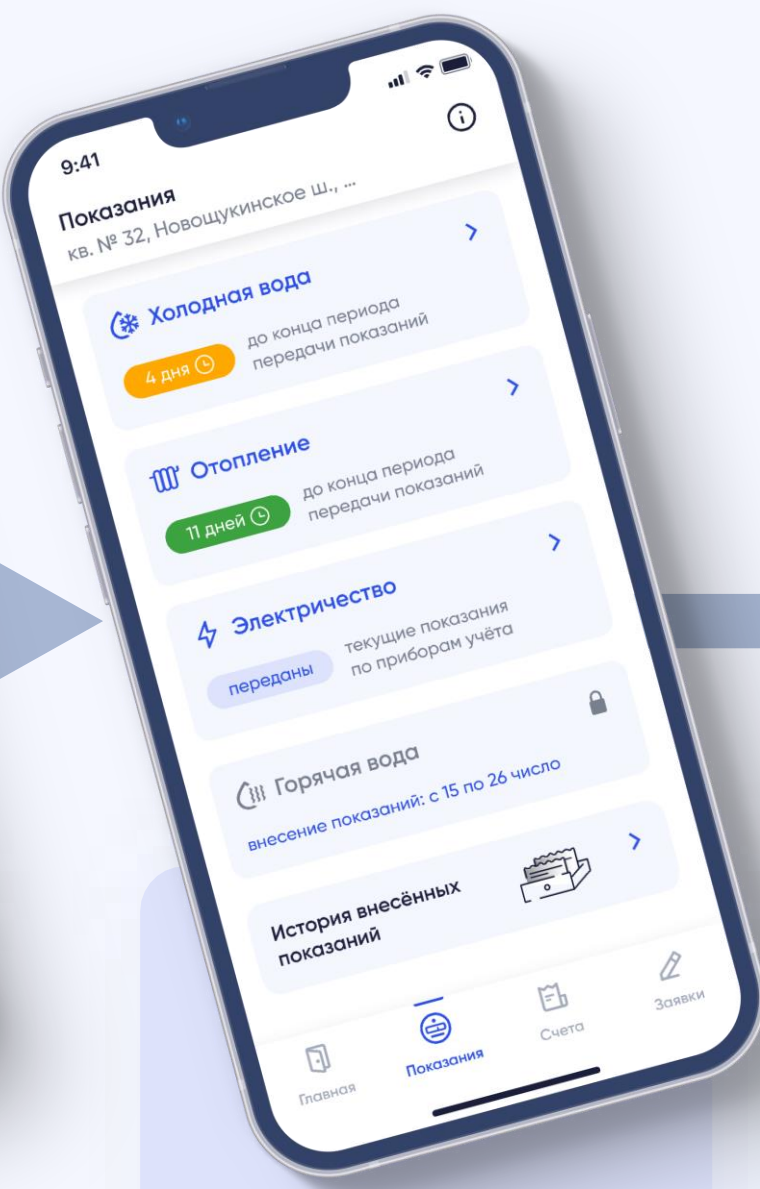 9:41
Показания
кв. № 32, Новощукинское ш., ...
Холодная вода
4 дня
до конца периода
передачи показаний
Отопление
11 дней
до конца периода
передачи показаний
Электричество
переданы
текущие показания
по приборам учёта
Горячая вода
внесение показаний: с 15 по 26 число
История внесённых
показаний
Главная
Показания
Счета
Заявки